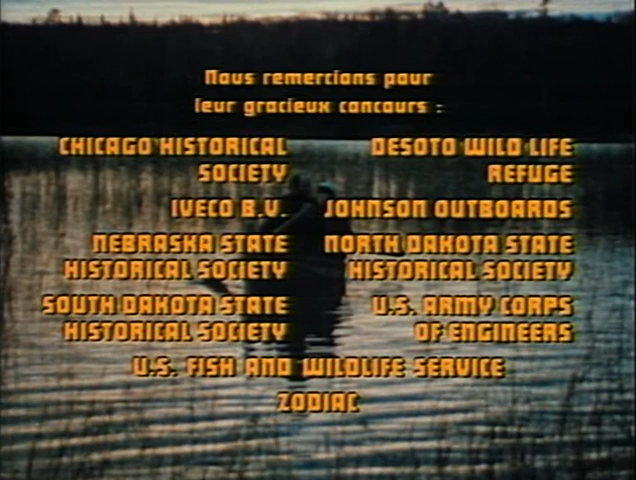 Nous remercions pour
leur gracieux concours :
CHICAGO HISTORICAL
SOCIETY
DESOTO WILD LIFE
REFUGE
IVECO B.V.
JOHNSON OUTBOARDS
NEBRASKA STATE
HISTORICAL SOCIETY
NORTH DAKOTA STATE
HISTORICAL SOCIETY
SOUTH DAKOTA STATE
HISTORICAL SOCIETY
U.S. ARMY CORPS
OF ENGINEERS
U.S. FISH AND WILDLIFE SERVICE
ZODIAC